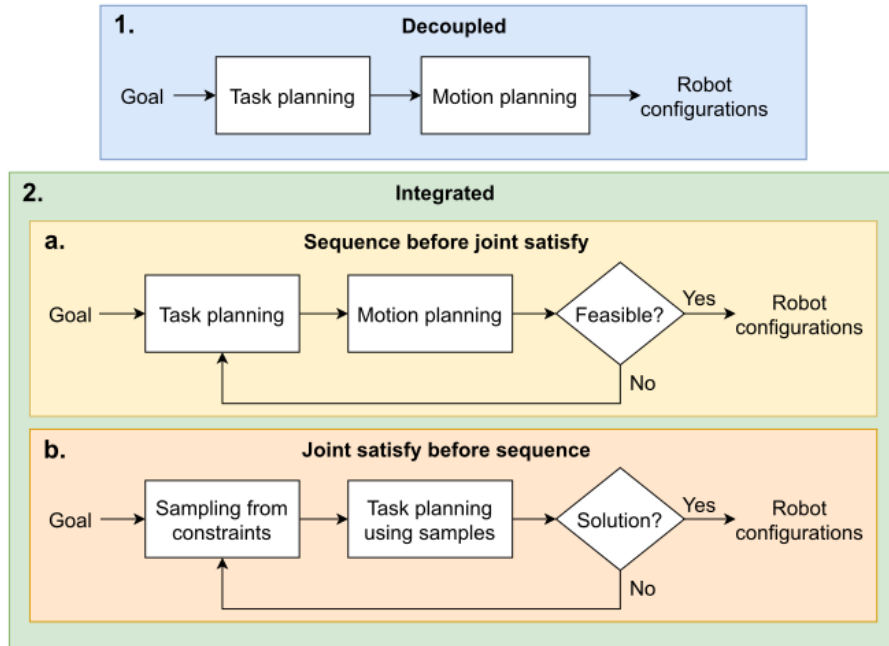 1.
Decoupled
Goal
Task planning
Motion planning
Robot
configurations
2.
Integrated
a.
Sequence before joint satisfy
Goal
Task planning
Motion planning
Feasible?
Yes
Robot
configurations
No
b.
Joint satisfy before sequence
Goal
Sampling from
constraints
Task planning
using samples
Solution?
Yes
Robot
configurations
No